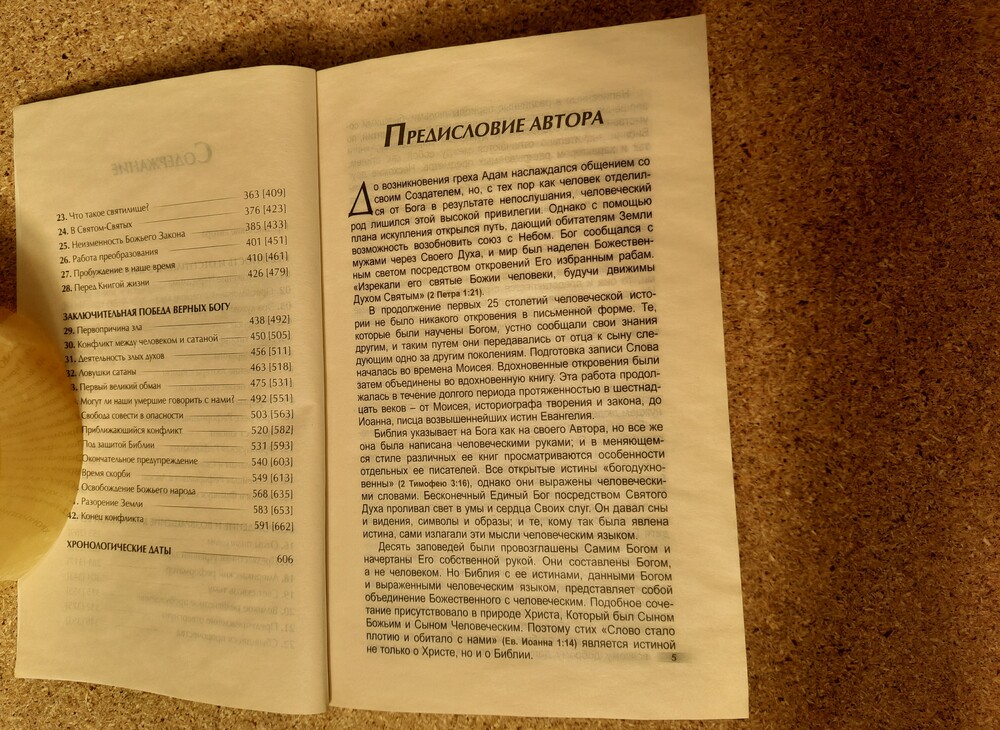 23. Что такое святилище? 363 [409]
24. В Святом-Святых 376 [423]
25. Неизменность Божьего Закона 385 [433]
26. Работа преобразования 401 [451]
27. Пробуждение в наше время 410 [461]
28. Перед Книгой жизни 426 [479]
ЗАКЛЮЧИТЕЛЬНАЯ ПОБЕДА ВЕРНЫХ БОГУ
29. Первопричина зла 438 [492]
30. Конфликт между человеком и сатаной 450 [505]
31. Деятельность злых духов 456 [511]
32. Ловушки сатаны 463 [518]
3. Первый великий обман 475 [531]
Могут ли наши умершие говорить с нами? 492 [551]
Свобода совести в опасности 503 [563]
Приближающийся конфликт 520 [582]
Под защитой Библии 531 [593]
Окончательное предупреждение 540 [603]
Время скорби 549 [613]
Освобождение Божьего народа 568 [635]
. Разорение Земли 583 [653]
42. Конец конфликта 591 [662]
ХРОНОЛОГИЧЕСКИЕ ДАТЫ 606
ПРЕДИСЛОВИЕ АВТОРА
До возникновения греха Адам наслаждался общением со
своим Создателем, но, с тех пор как человек отделил-
ся от Бога в результате непослушания, человеческий
род лишился этой высокой привилегии. Однако с помощью
плана искупления открылся путь, дающий обитателям Земли
возможность возобновить союз с Небом. Бог сообщался с
мужами через Своего Духа, и мир был наделен Божествен-
ным светом посредством откровений Его избранным рабам.
«Изрекали его святые Божии человеки, будучи движимы
Духом Святым» (2 Петра 1:21).
В продолжение первых 25 столетий человеческой исто-
рии не было никакого откровения в письменной форме. Те,
которые были научены Богом, устно сообщали свои знания
другим, и таким путем они передавались от отца к сыну сле-
дующим одно за другим поколениям. Подготовка записи Слова
началась во времена Моисея. Вдохновенные откровения были
затем объединены во вдохновенную книгу. Эта работа продол-
жалась в течение долгого периода протяженностью в шестнад-
цать веков – от Моисея, историографа творения и закона, до
Иоанна, писца возвышеннейших истин Евангелия.
Библия указывает на Бога как на своего Автора, но все же
она была написана человеческими руками; и в меняющем-
ся стиле различных ее книг просматриваются особенности
отдельных ее писателей. Все открытые истины «богодухно-
венны» (2 Тимофею 3:16), однако они выражены человечески-
ми словами. Бесконечный Единый Бог посредством Святого
Духа проливал свет в умы и сердца Своих слуг. Он давал сны
и видения, символы и образы; и те, кому так была явлена
истина, сами излагали эти мысли человеческим языком.
Десять заповедей были провозглашены Самим Богом и
начертаны Его собственной рукой. Они составлены Богом,
а не человеком. Но Библия с ее истинами, данными Богом
и выраженными человеческим языком, представляет собой
объединение Божественного с человеческим. Подобное соче-
тание присутствовало в природе Христа, Который был Сыном
Божьим и Сыном Человеческим. Поэтому стих «Слово стало
плотию и обитало с нами» (Ев. Иоанна 1:14) является истиной
не только о Христе, но и о Библии.
5